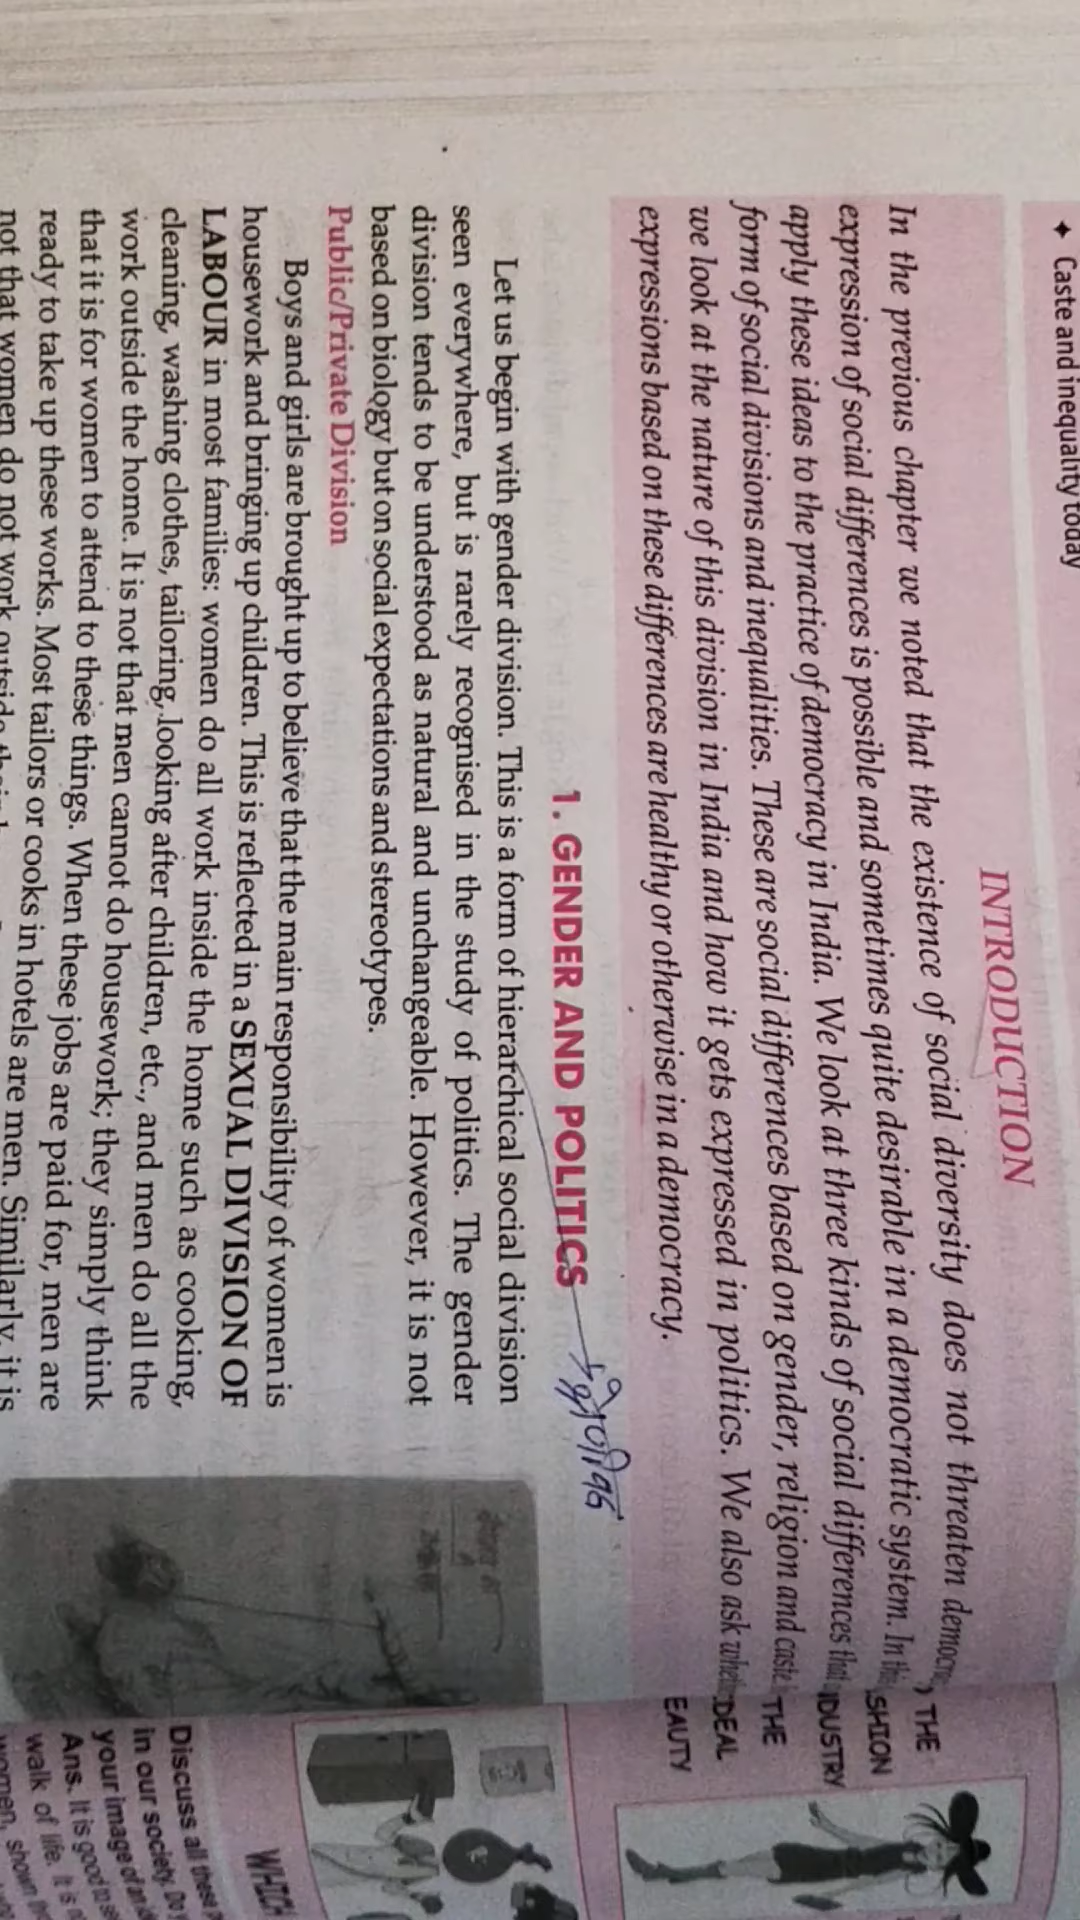 ✦ Caste and inequality today
INTRODUCTION
In the previous chapter we noted that the existence of social diversity does not threaten
expression of social differences is possible and sometimes quite desirable in a democratic system. In
apply these ideas to the practice of democracy in India. We look at three kinds of social differences
form of social divisions and inequalities. These are social differences based on gender, religion and caste
we look at the nature of this division in India and how it gets expressed in politics. We also ask
expressions based on these differences are healthy or otherwise in a democracy.
1. GENDER AND POLITICS
Let us begin with gender division. This is a form of hierarchical social division
seen everywhere, but is rarely recognised in the study of politics. The gender
division tends to be understood as natural and unchangeable. However, it is not
based on biology but on social expectations and stereotypes.
Public/Private Division
Boys and girls are brought up to believe that the main responsibility of women is
housework and bringing up children. This is reflected in a SEXUAL DIVISION OF
LABOUR in most families: women do all work inside the home such as cooking,
cleaning, washing clothes, tailoring, looking after children, etc., and men do all the
work outside the home. It is not that men cannot do housework; they simply think
that it is for women to attend to these things. When these jobs are paid for, men are
ready to take up these works. Most tailors or cooks in hotels are men. Similarly, it is
not that women do not work outside
THE
SHION
DUSTRY
THE
IDEAL
EAUTY
WHICH
Discuss all these
in our society. Do
your image of an
Ans. It is good to
walk of life. It is
women, shown